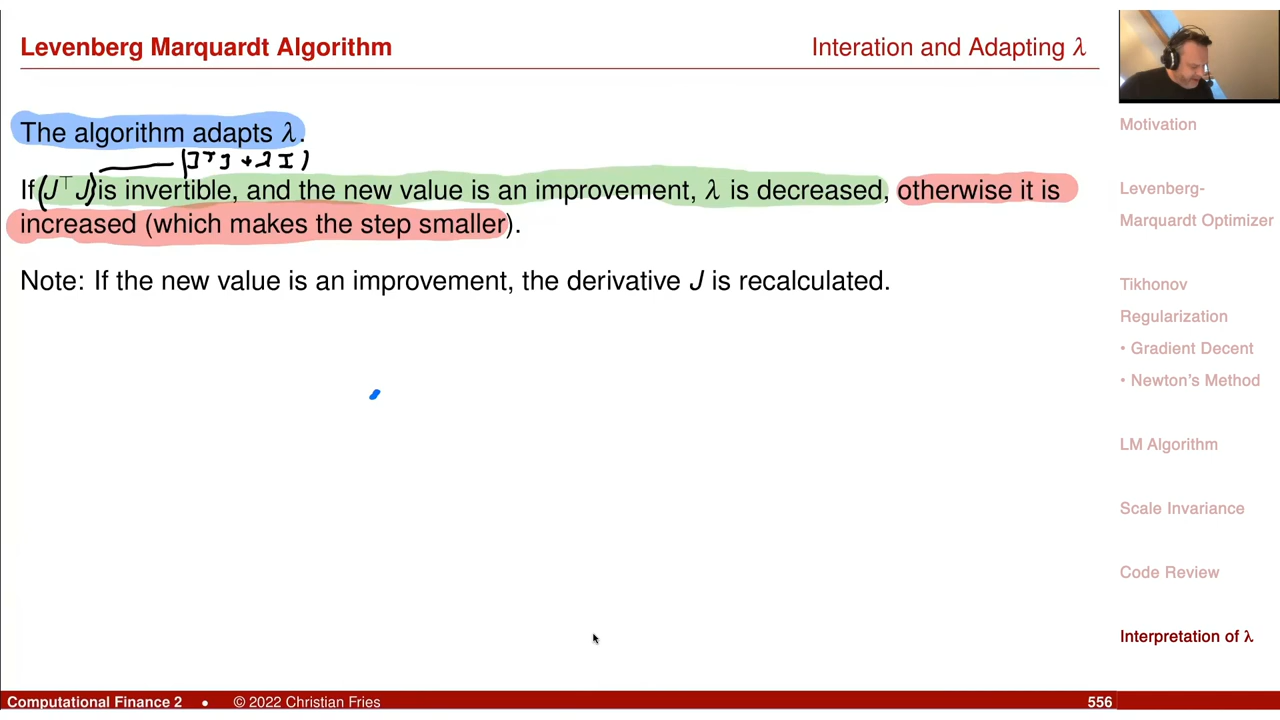 Levenberg Marquardt Algorithm
Interation and Adapting λ
The algorithm adapts λ.
(JᵀJ + λI)
If (J⊤J) is invertible, and the new value is an improvement, λ is decreased, otherwise it is
increased (which makes the step smaller).
Note: If the new value is an improvement, the derivative J is recalculated.
Motivation
Levenberg-
Marquardt Optimizer
Tikhonov
Regularization
• Gradient Decent
• Newton's Method
LM Algorithm
Scale Invariance
Code Review
Interpretation of λ
Computational Finance 2 • © 2022 Christian Fries 556